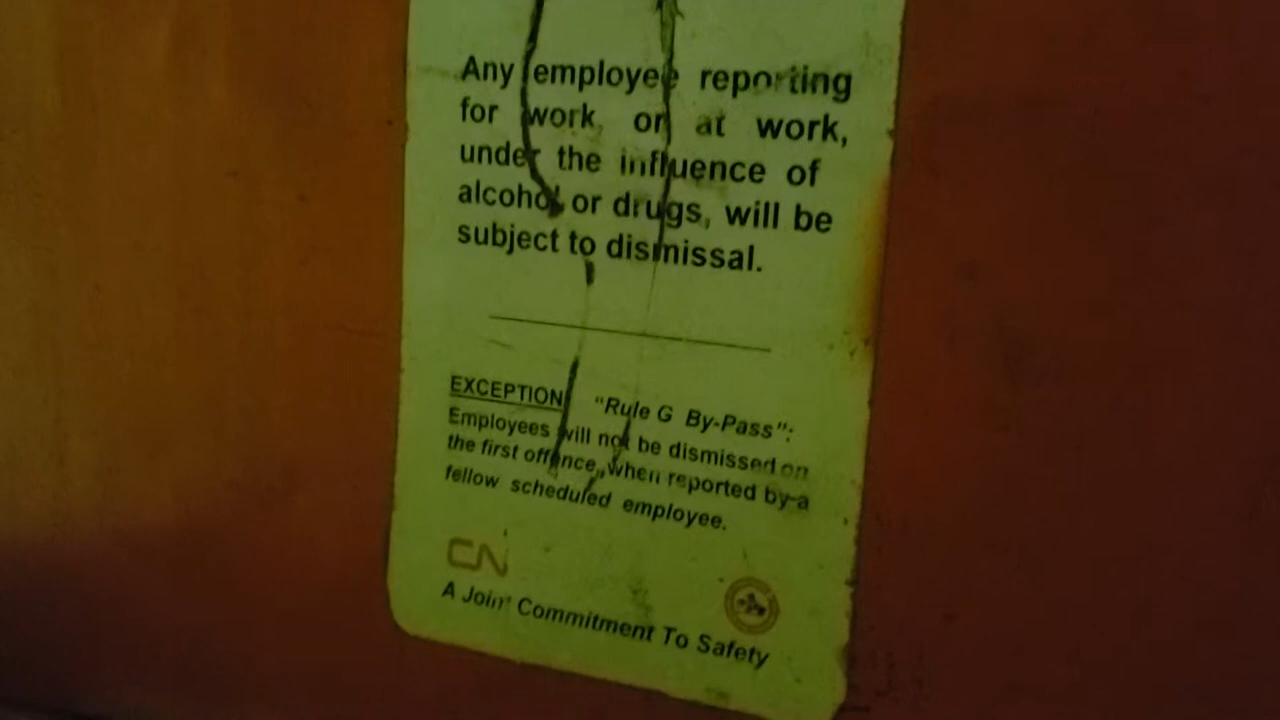 Any employee reporting
for work, or at work,
under the influence of
alcohol or drugs, will be
subject to dismissal.
EXCEPTION "Rule G By-Pass":
Employees will not be dismissed on
the first offence, when reported by a
fellow scheduled employee.
CN
A Joint Commitment To Safety